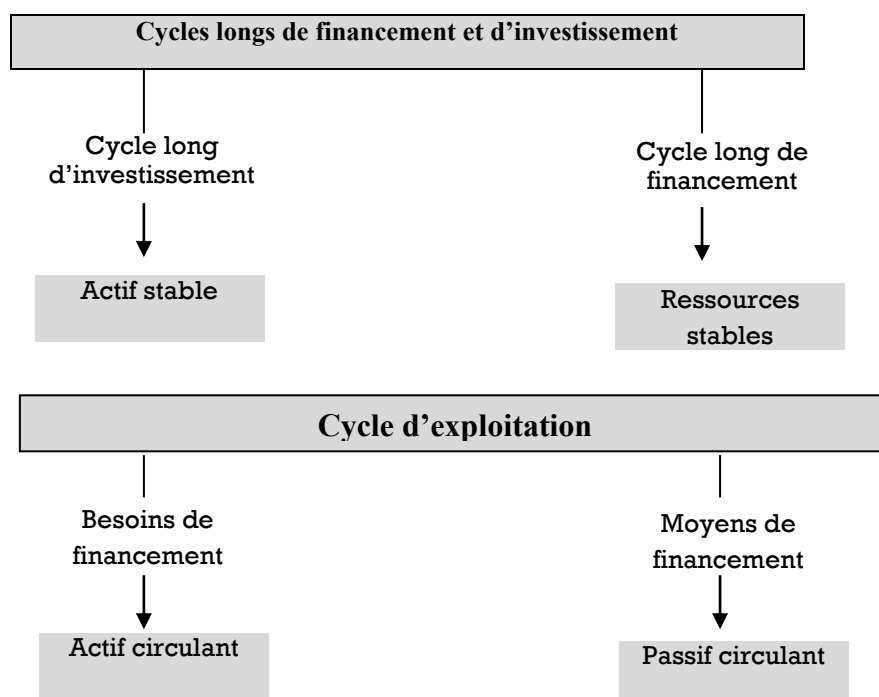 Cycles longs de financement et d’investissement
Cycle long
d’investissement
Cycle long de
financement
Actif stable
Ressources
stables
Cycle d’exploitation
Besoins de
financement
Moyens de
financement
Actif circulant
Passif circulant